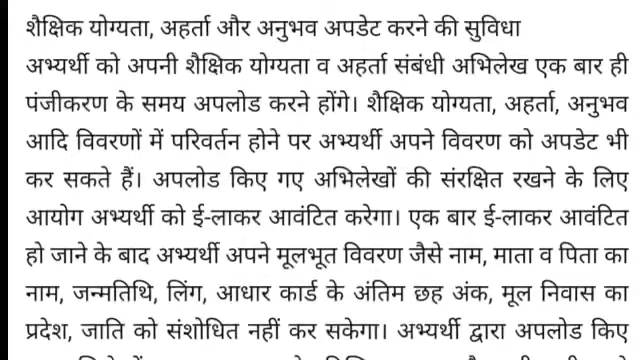 शैक्षिक योग्यता, अहर्ता और अनुभव अपडेट करने की सुविधा
अभ्यर्थी को अपनी शैक्षिक योग्यता व अहर्ता संबंधी अभिलेख एक बार ही
पंजीकरण के समय अपलोड करने होंगे। शैक्षिक योग्यता, अहर्ता, अनुभव
आदि विवरणों में परिवर्तन होने पर अभ्यर्थी अपने विवरण को अपडेट भी
कर सकते हैं। अपलोड किए गए अभिलेखों की संरक्षित रखने के लिए
आयोग अभ्यर्थी को ई-लाकर आवंटित करेगा। एक बार ई-लाकर आवंटित
हो जाने के बाद अभ्यर्थी अपने मूलभूत विवरण जैसे नाम, माता व पिता का
नाम, जन्मतिथि, लिंग, आधार कार्ड के अंतिम छह अंक, मूल निवास का
प्रदेश, जाति को संशोधित नहीं कर सकेगा। अभ्यर्थी द्वारा अपलोड किए